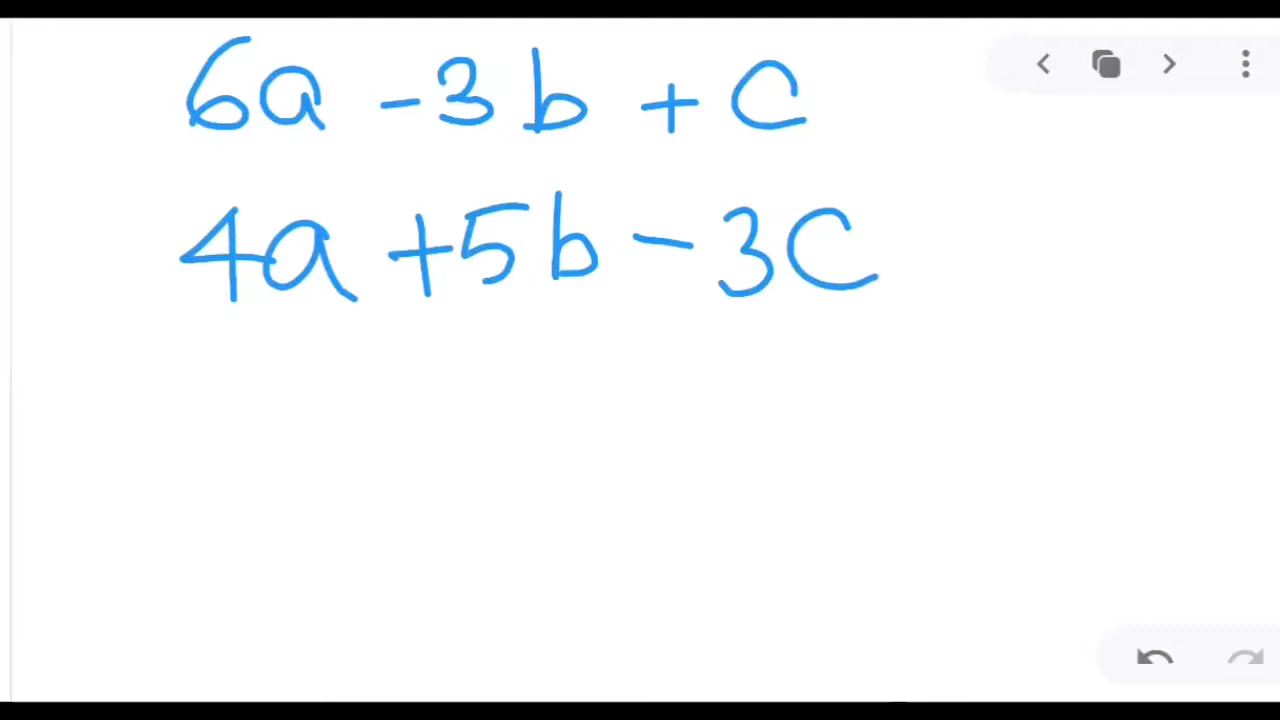 6a - 3b + c
4a + 5b - 3c